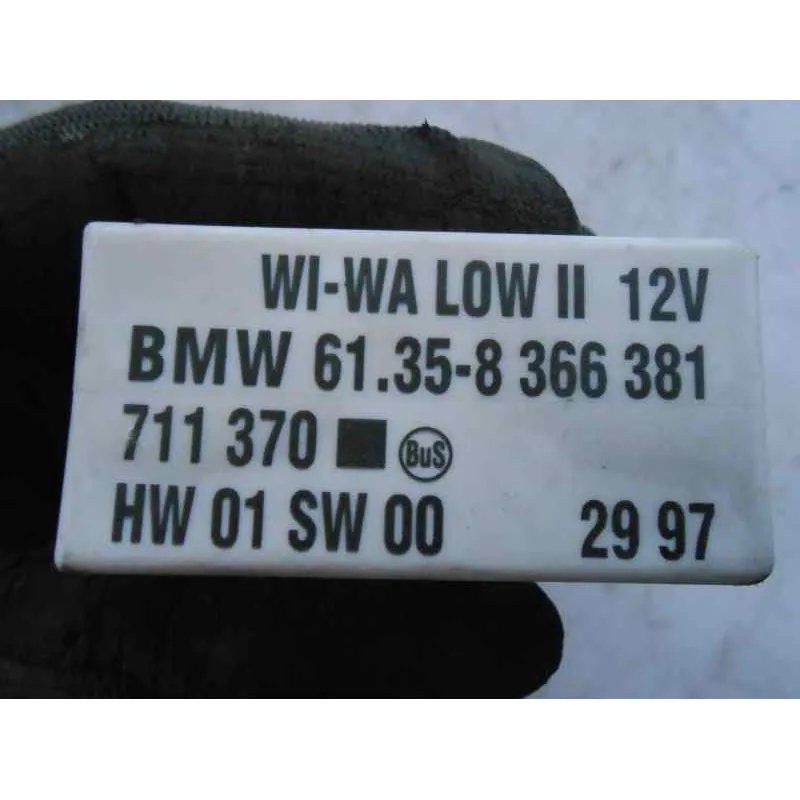 WI-WA LOW II 12V
BMW 61.35-8 366 381
711 370 BuS
HW 01 SW 00 29 97